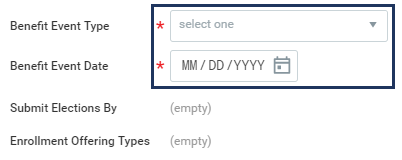 Benefit Event Type * select one
Benefit Event Date * MM / DD / YYYY
Submit Elections By (empty)
Enrollment Offering Types (empty)